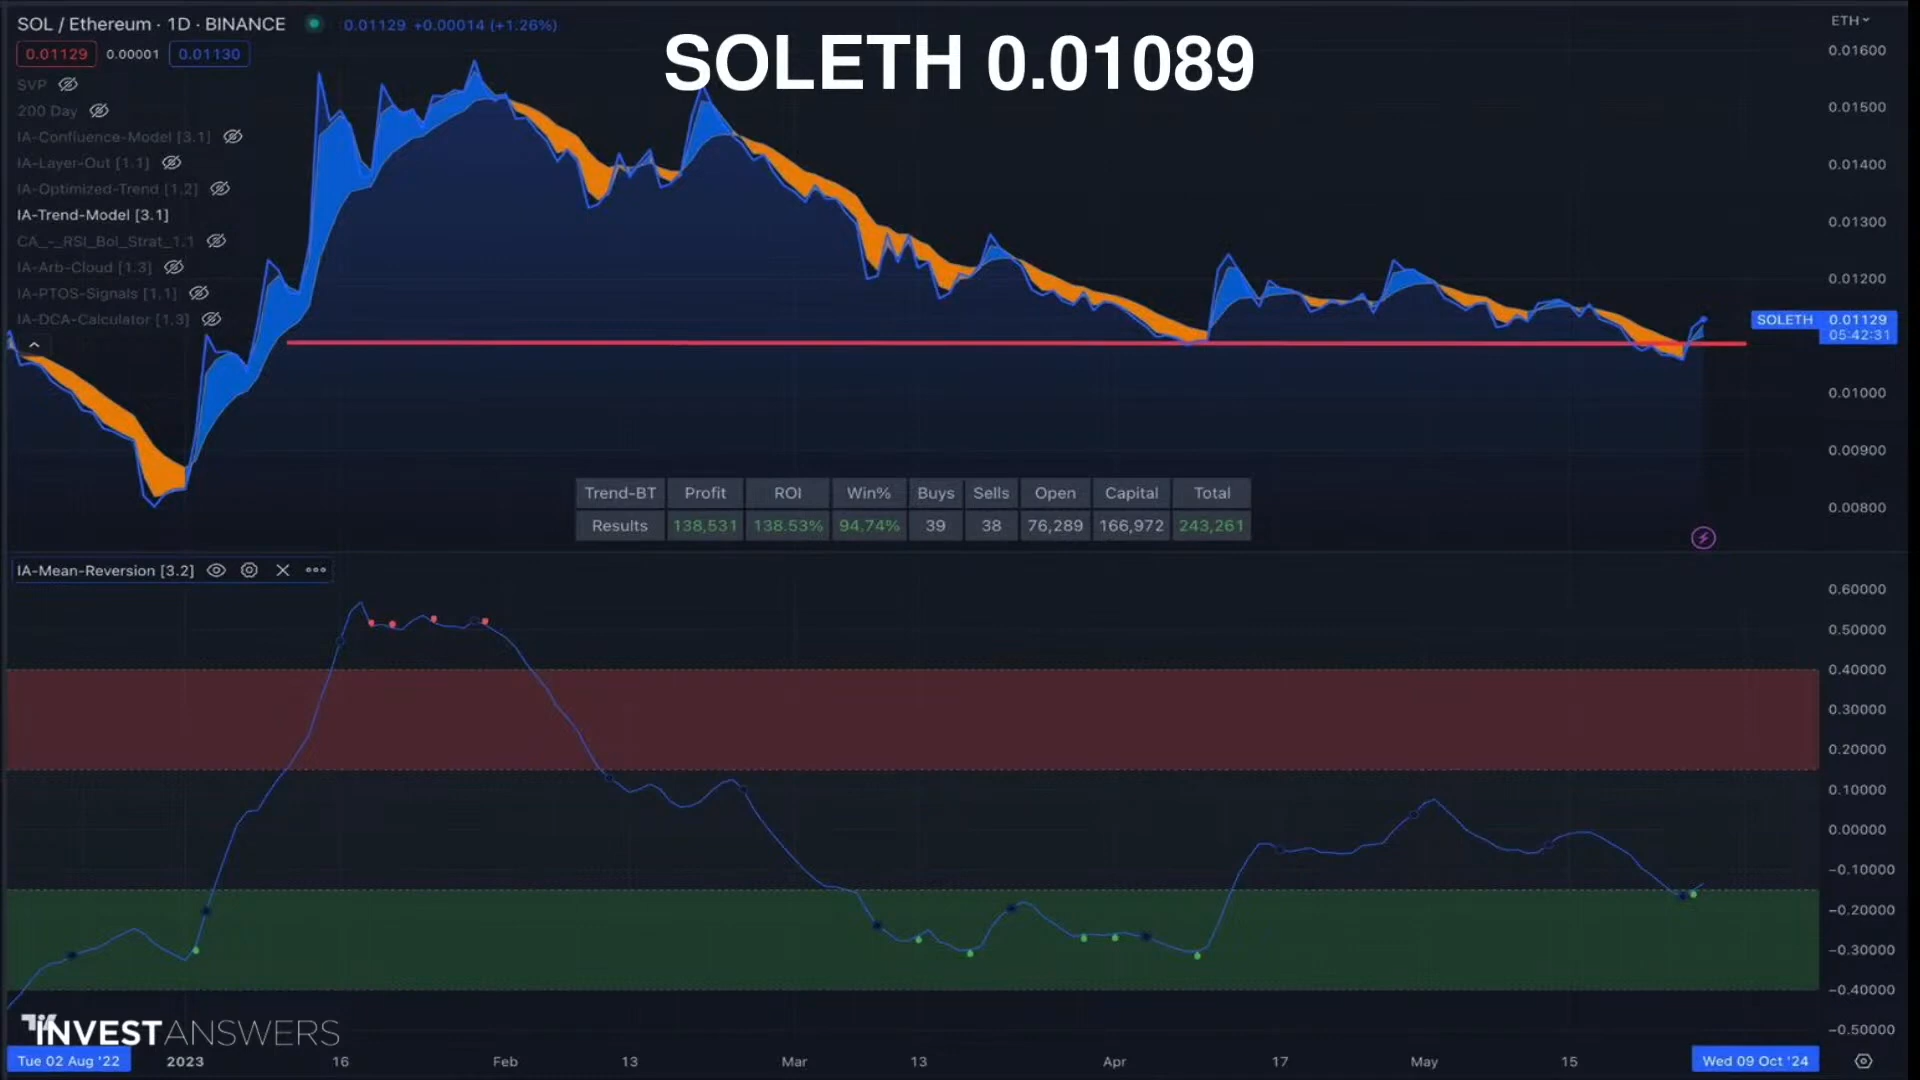 SOL / Ethereum · 1D · BINANCE 0.01129 +0.00014 (+1.26%)
0.01129 0.00001 0.01130
SOLETH 0.01089
SVP
200 Day
IA-Confluence-Model [3.1]
IA-Layer-Out [1.1]
IA-Optimized-Trend [1.2]
IA-Trend-Model [3.1]
CA_-_RSI_Bol_Strat_1.1
IA-Arb-Cloud [1.3]
IA-PTOS-Signals [1.1]
IA-DCA-Calculator [1.3]
ETH
0.01600
0.01500
0.01400
0.01300
0.01200
SOLETH 0.01129
05:42:31
0.01000
0.00900
0.00800
Trend-BT Profit ROI Win% Buys Sells Open Capital Total
Results 138,531 138.53% 94.74% 39 38 76,289 166,972 243,261
IA-Mean-Reversion [3.2]
0.60000
0.50000
0.40000
0.30000
0.20000
0.10000
0.00000
−0.10000
−0.20000
−0.30000
−0.40000
−0.50000
INVESTANSWERS
Tue 02 Aug '22 2023 16 Feb 13 Mar 13 Apr 17 May 15 Wed 09 Oct '24